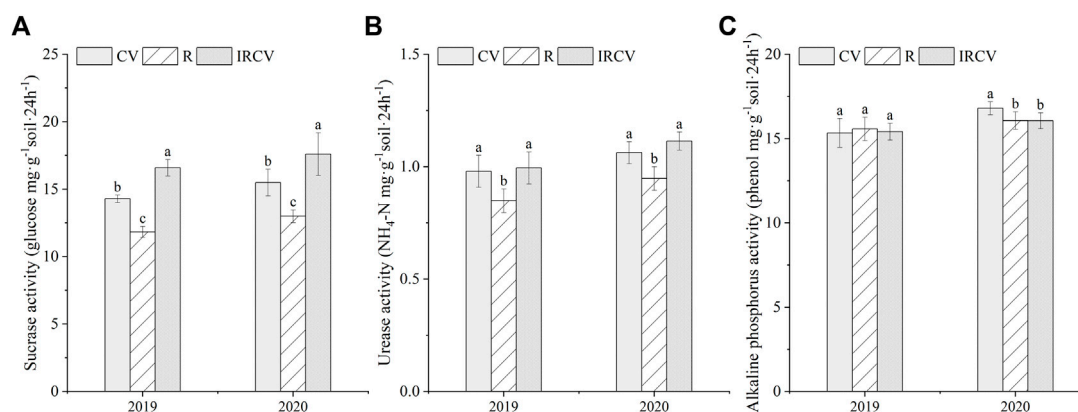 A
Sucrase activity (glucose mg·g⁻¹soil·24h⁻¹)
25
20
15
10
5
0
CV R IRCV
b
c
a
b
c
a
2019 2020
B
Urease activity (NH₄-N mg·g⁻¹soil·24h⁻¹)
1.5
1.0
0.5
0.0
CV R IRCV
a
b
a
a
b
a
2019 2020
C
Alkaline phosphorus activity (phenol mg·g⁻¹soil·24h⁻¹)
20
15
10
5
0
CV R IRCV
a
a
a
a
b
b
2019 2020